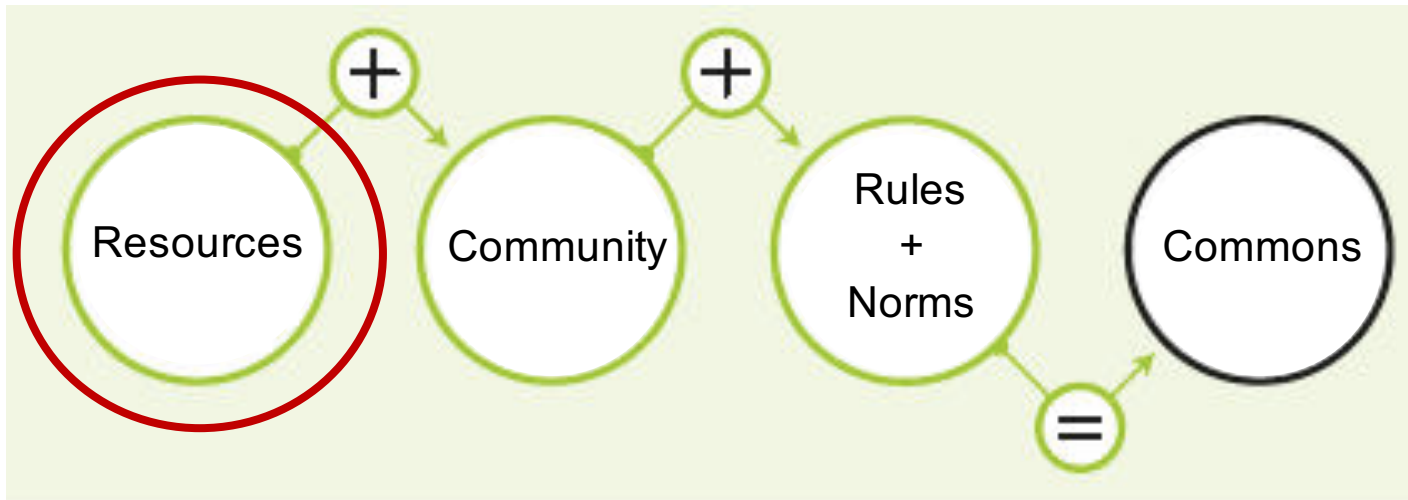 +
+
Resources
Community
Rules
+
Norms
Commons
=